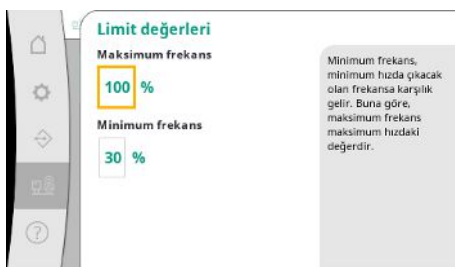 Limit değerleri
Maksimum frekans
100 %
Minimum frekans
30 %
Minimum frekans,
minimum hızda çıkacak
olan frekansa karşılık
gelir. Buna göre,
maksimum frekans
maksimum hızdaki
değerdir.
?